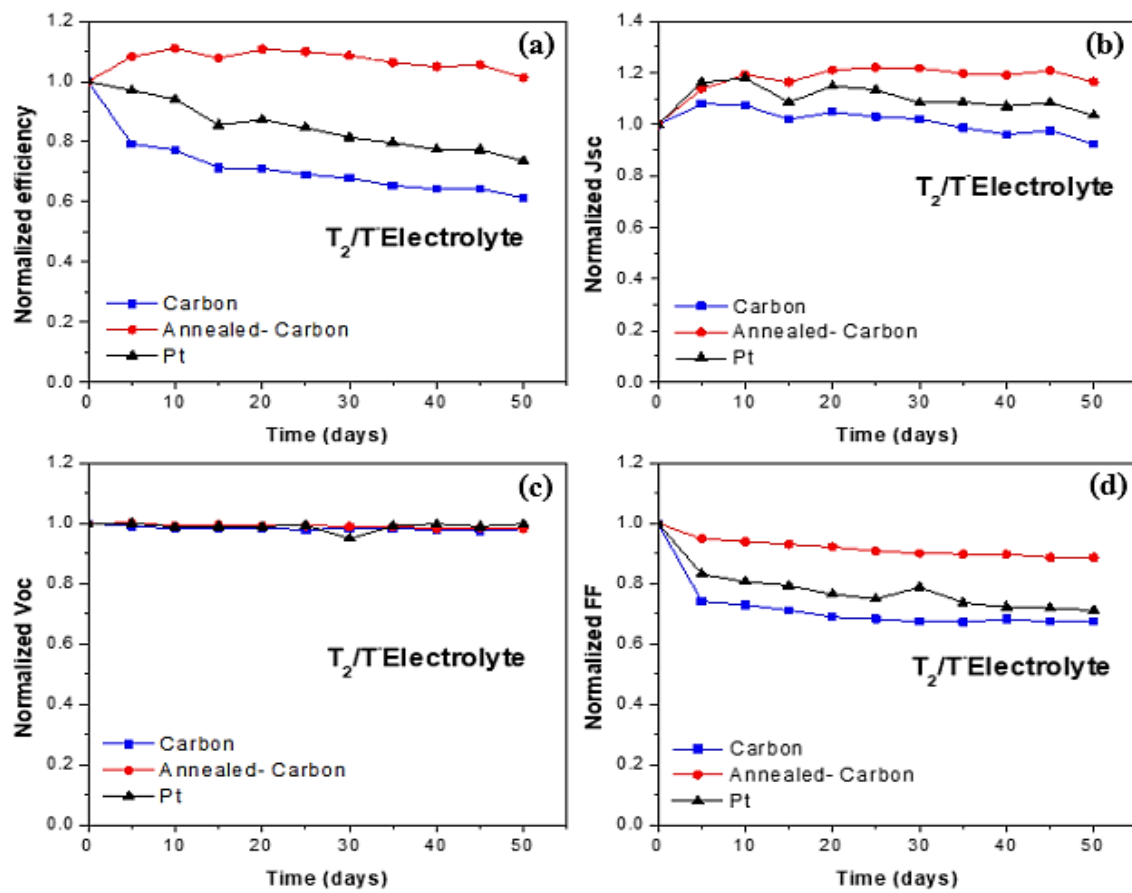 (a)
Normalized efficiency
1.2
1.0
0.8
0.6
0.4
0.2
0.0
T₂/T⁻Electrolyte
Carbon
Annealed- Carbon
Pt
0 10 20 30 40 50
Time (days)
(b)
Normalized Jsc
1.4
1.2
1.0
0.8
0.6
0.4
0.2
0.0
T₂/T⁻Electrolyte
Carbon
Annealed- Carbon
Pt
0 10 20 30 40 50
Time (days)
(c)
Normalized Voc
1.2
1.0
0.8
0.6
0.4
0.2
0.0
T₂/T⁻Electrolyte
Carbon
Annealed- Carbon
Pt
0 10 20 30 40 50
Time (days)
(d)
Normalized FF
1.2
1.0
0.8
0.6
0.4
0.2
0.0
T₂/T⁻Electrolyte
Carbon
Annealed- Carbon
Pt
0 10 20 30 40 50
Time (days)